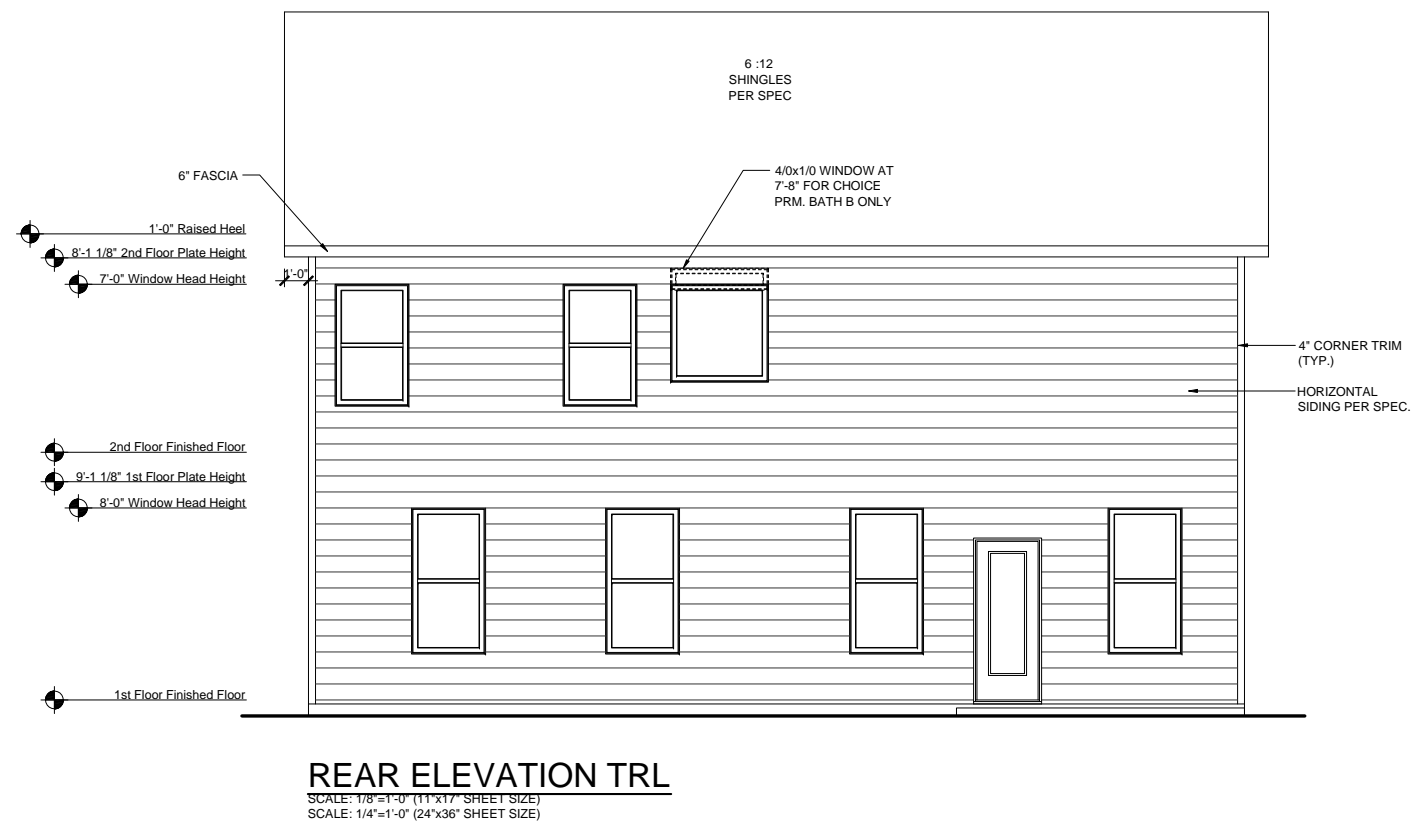 6 :12
SHINGLES
PER SPEC
6" FASCIA
4/0x1/0 WINDOW AT
7'-8" FOR CHOICE
PRM. BATH B ONLY
1'-0" Raised Heel
8'-1 1/8" 2nd Floor Plate Height
7'-0" Window Head Height
1'-0"
4" CORNER TRIM
(TYP.)
HORIZONTAL
SIDING PER SPEC.
2nd Floor Finished Floor
9'-1 1/8" 1st Floor Plate Height
8'-0" Window Head Height
1st Floor Finished Floor
REAR ELEVATION TRL
SCALE: 1/8"=1'-0" (11"x17" SHEET SIZE)
SCALE: 1/4"=1'-0" (24"x36" SHEET SIZE)